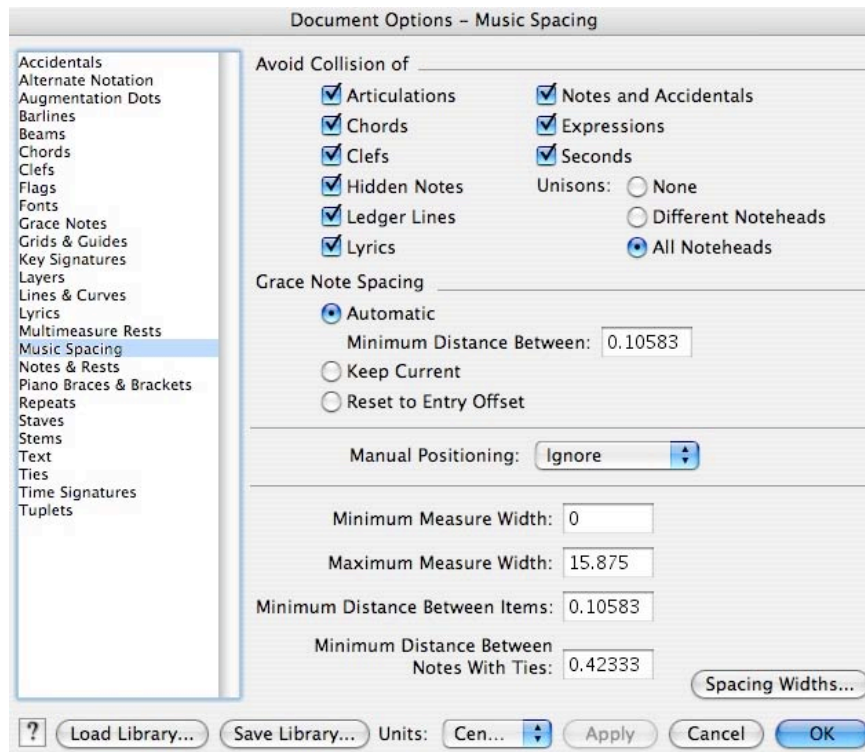 Document Options – Music Spacing
Accidentals
Alternate Notation
Augmentation Dots
Barlines
Beams
Chords
Clefs
Flags
Fonts
Grace Notes
Grids & Guides
Key Signatures
Layers
Lines & Curves
Lyrics
Multimeasure Rests
Music Spacing
Notes & Rests
Piano Braces & Brackets
Repeats
Staves
Stems
Text
Ties
Time Signatures
Tuplets
Avoid Collision of
Articulations
Chords
Clefs
Hidden Notes
Ledger Lines
Lyrics
Notes and Accidentals
Expressions
Seconds
Unisons: None
Different Noteheads
All Noteheads
Grace Note Spacing
Automatic
Minimum Distance Between: 0.10583
Keep Current
Reset to Entry Offset
Manual Positioning: Ignore
Minimum Measure Width: 0
Maximum Measure Width: 15.875
Minimum Distance Between Items: 0.10583
Minimum Distance Between
Notes With Ties: 0.42333
Spacing Widths...
? Load Library... Save Library... Units: Cen... Apply Cancel OK